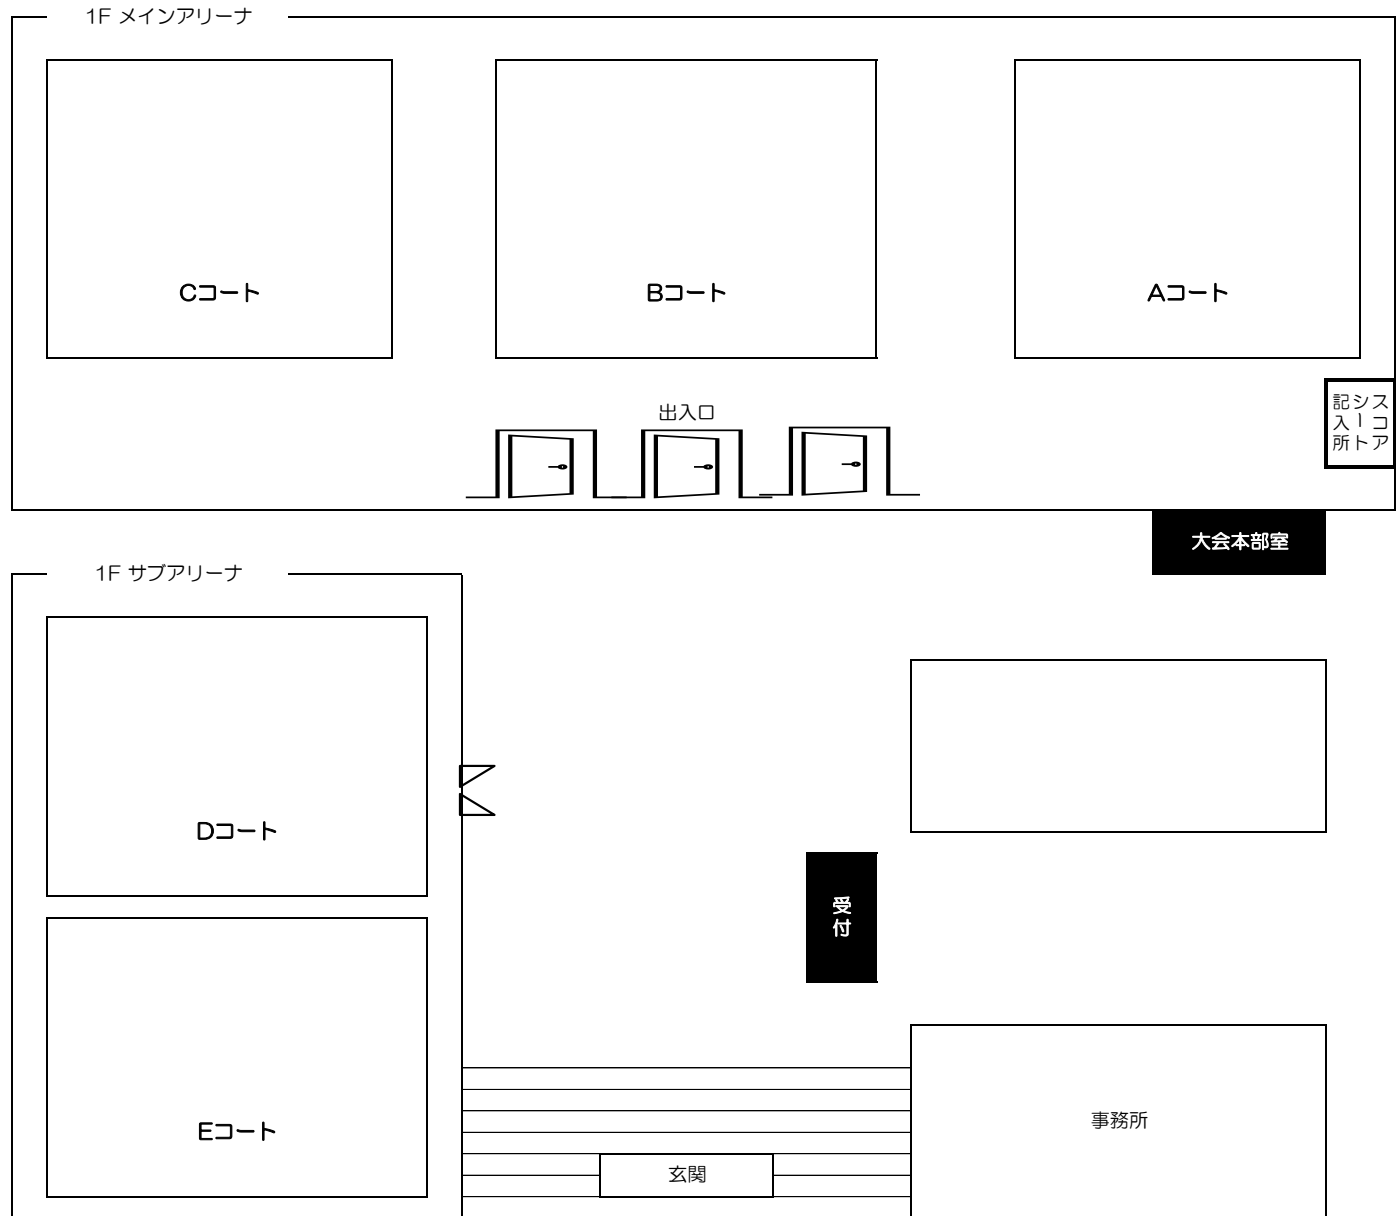 1F メインアリーナ
Cコート
Bコート
Aコート
出入口
スコア
シート
記入所
大会本部室
1F サブアリーナ
Dコート
受付
Eコート
事務所
玄関